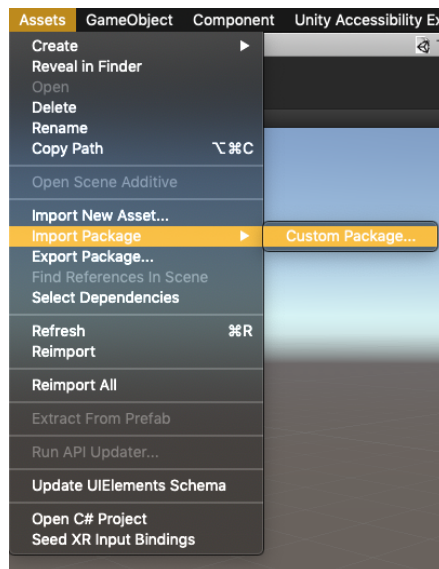 Assets GameObject Component Unity Accessibility Ex
Create
Reveal in Finder
Open
Delete
Rename
Copy Path ⌥⌘C
Open Scene Additive
Import New Asset...
Import Package Custom Package...
Export Package...
Find References In Scene
Select Dependencies
Refresh ⌘R
Reimport
Reimport All
Extract From Prefab
Run API Updater...
Update UIElements Schema
Open C# Project
Seed XR Input Bindings